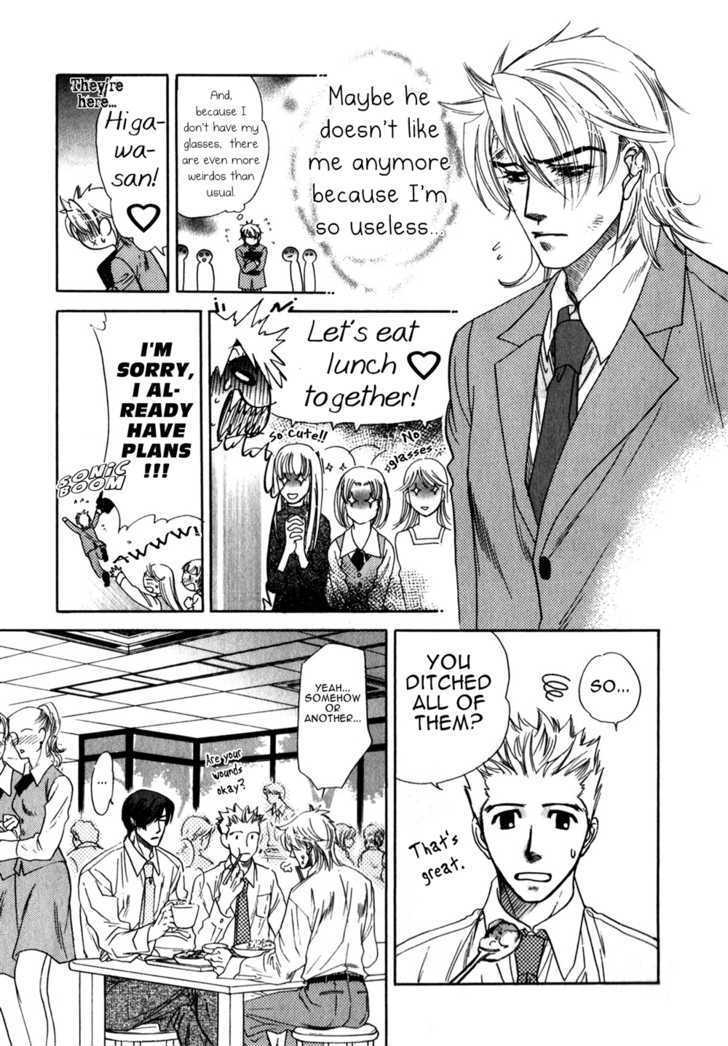 Maybe he
doesn't like
me anymore
because I'm
so useless...
And,
because I
don't have my
glasses, there
are even more
weirdos than
usual.
They're
here...
Higa-
wa-
san!
Let's eat
lunch ♡
together!
So cute!!
No
glasses
I'M
SORRY,
I AL-
READY
HAVE
PLANS
!!!
SONIC
BOOM
AWWW!
SO...
YOU
DITCHED
ALL OF
THEM?
That's
great.
YEAH...
SOMEHOW
OR
ANOTHER...
Are your
wounds
okay?
...